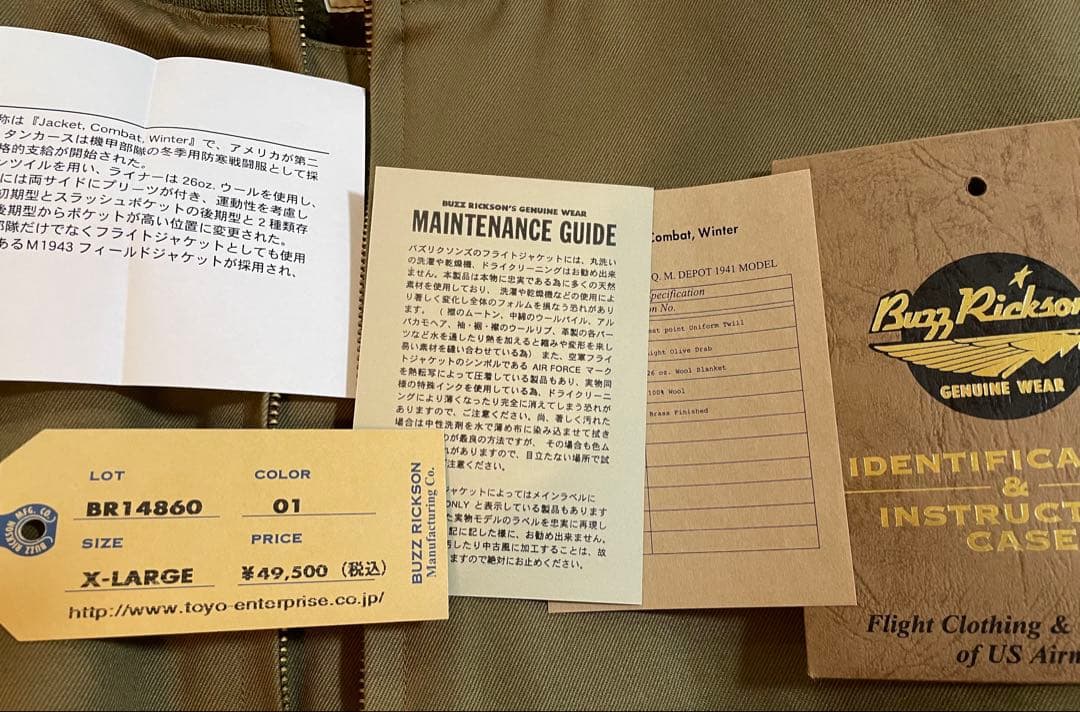 称は『Jacket, Combat, Winter』で、アメリカが第二
タンカースは機甲部隊の冬季用防寒戦闘服として採
格的支給が開始された。
ンツイルを用い、ライナーは26oz. ウールを使用し、
には両サイドにプリーツが付き、運動性を考慮し
初期型とスラッシュポケットの後期型と2種類存
後期型からポケットが高い位置に変更された。
部隊だけでなくフライトジャケットとしても使用
あるM1943 フィールドジャケットが採用され、
BUZZ RICKSON'S GENUINE WEAR
MAINTENANCE GUIDE
バズリクソンズのフライトジャケットには、丸洗い
の洗濯や乾燥機、ドライクリーニングはお勧め出来
ません。本製品は本物に忠実である為に多くの天然
素材を使用しており、洗濯や乾燥機などの使用によ
り著しく変化し全体のフォルムを損なう恐れがあり
ます。（襟のムートン、中綿のウールパイル、アル
パカモヘア、袖・裾・襟のウールリブ、革製の各パー
ツなど水を通したり熱を加えると縮みや変形を来し
易い素材を縫い合わせている為）また、空軍フライ
トジャケットのシンボルである AIR FORCE マーク
を熱転写によって圧着している製品もあり、実物同
様の特殊インクを使用している為、ドライクリーニ
ングにより薄くなったり完全に消えてしまう恐れが
ありますので、ご注意ください。尚、著しく汚れた
場合は中性洗剤を水で薄め布に染み込ませて拭き
が最良の方法ですが、その場合も色ム
がありますので、目立たない場所で試
注意ください。
ジャケットによってはメインラベルに
ONLY と表示している製品もあります
た実物モデルのラベルを忠実に再現し
記に記した様に、お勧め出来ません。
したり中古風に加工することは、故
ますので絶対にお止めください。
Combat, Winter
Q. M. DEPOT 1941 MODEL
pecification
on No.
point Uniform Twill
ight Olive Drab
26 oz. Wool Blanket
100% Wool
Brass Finished
Buzz Rickson
GENUINE WEAR
IDENTIFICA
&
INSTRUCT
CASE
Flight Clothing &
of US Airm
LOT
BR14860
COLOR
01
SIZE
X-LARGE
PRICE
¥49,500（税込）
http://www.toyo-enterprise.co.jp/
BUZZ RICKSON
Manufacturing Co.
BUZZ RICKSON MFG. CO.